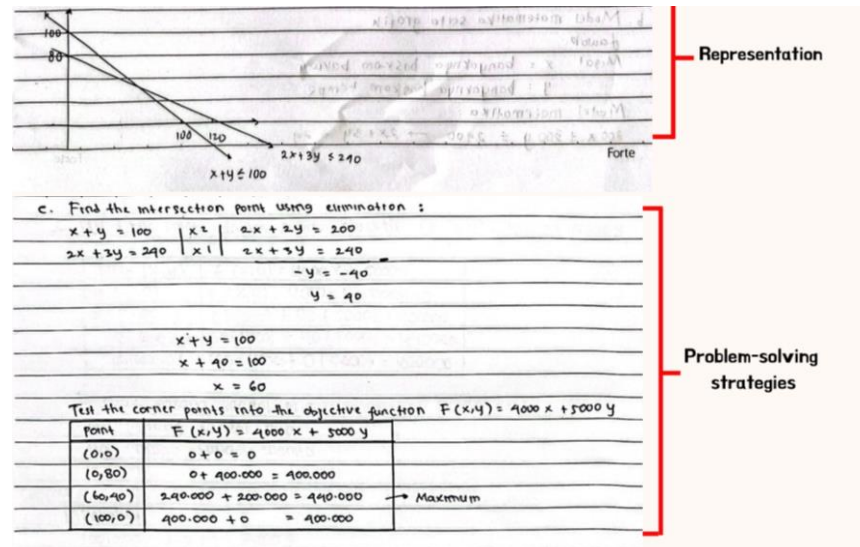 100
80
100 120
2x+3y ≤ 240
x+y ≤ 100
Forte
Representation
c. Find the intersection point using elimination :
x + y = 100 | x 2 | 2x + 2y = 200
2x + 3y = 240 | x 1 | 2x + 3y = 240 -
-y = -40
y = 40
x + y = 100
x + 40 = 100
x = 60
Test the corner points into the objective function F (x,y) = 4000 x + 5000 y
Point F (x,y) = 4000 x + 5000 y
(0,0) 0 + 0 = 0
(0,80) 0 + 400.000 = 400.000
(60,40) 240.000 + 200.000 = 440.000 → Maximum
(100,0) 400.000 + 0 = 400.000
Problem-solving
strategies